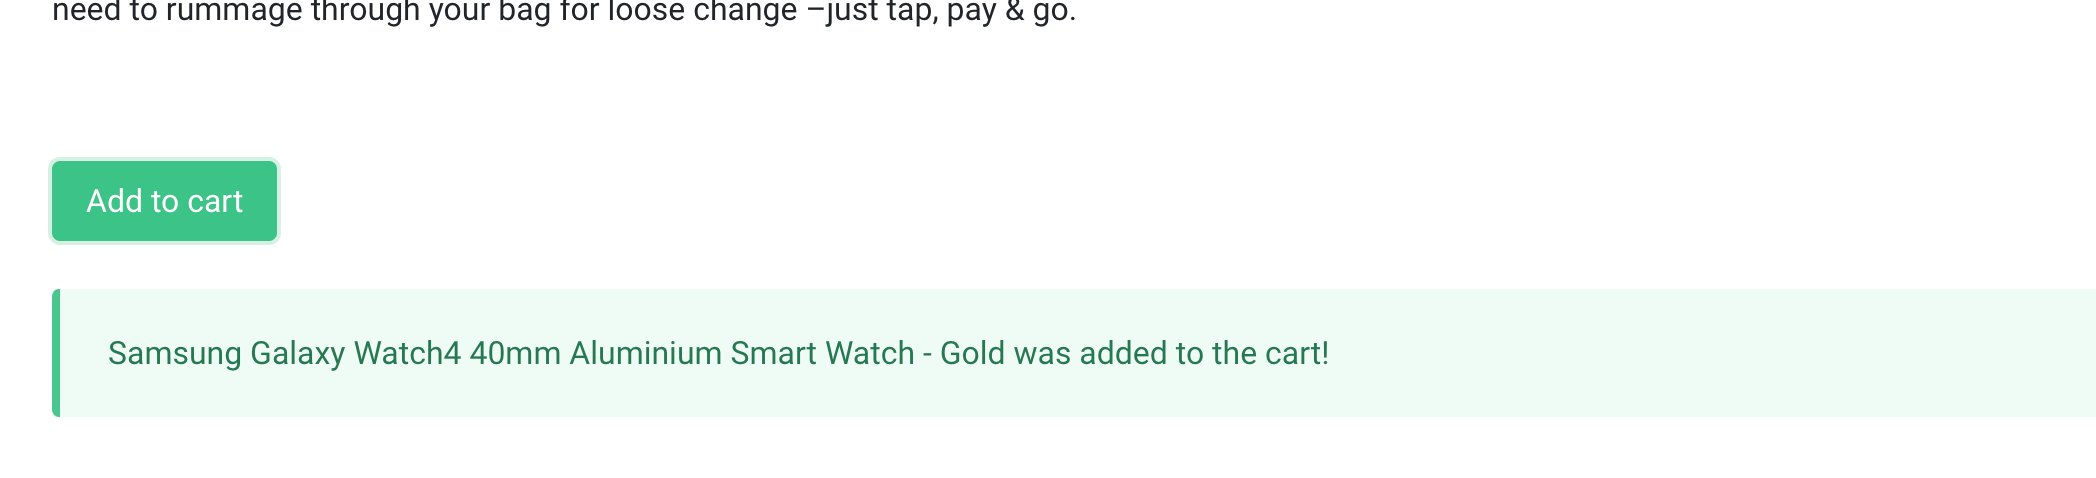 need to rummage through your bag for loose change –just tap, pay & go.
Add to cart
Samsung Galaxy Watch4 40mm Aluminium Smart Watch - Gold was added to the cart!